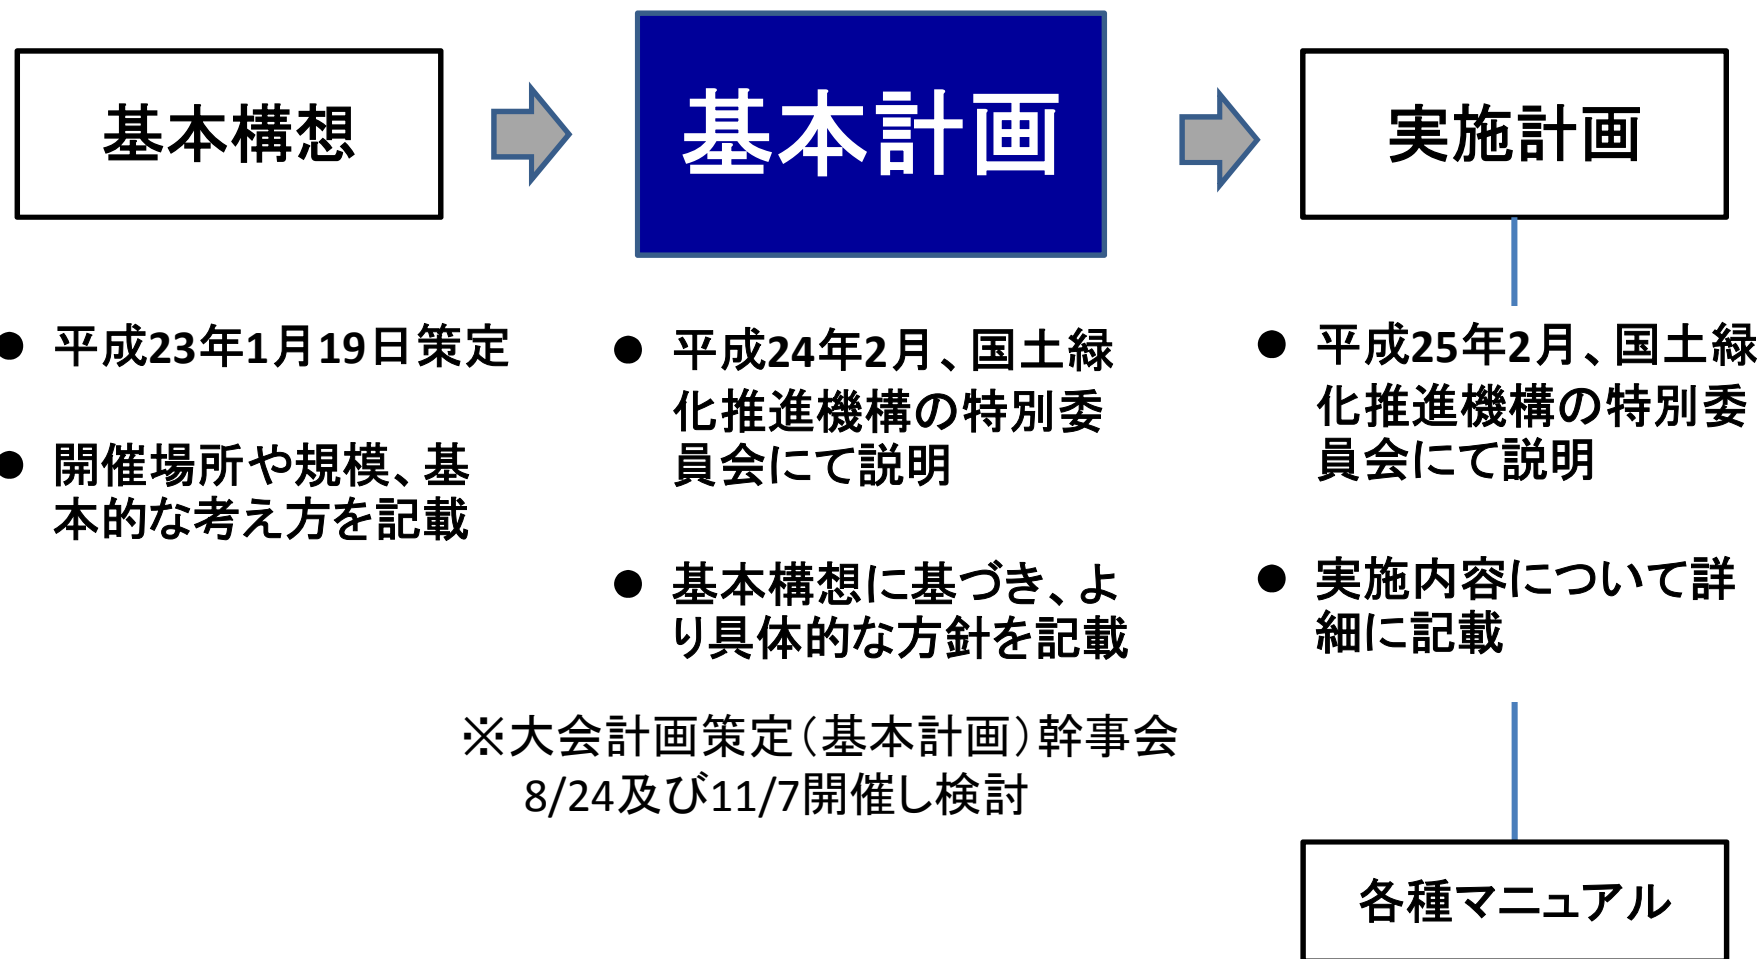 基本構想
基本計画
実施計画
● 平成23年1月19日策定
● 開催場所や規模、基
本的な考え方を記載
● 平成24年2月、国土緑
化推進機構の特別委
員会にて説明
● 基本構想に基づき、よ
り具体的な方針を記載
※大会計画策定(基本計画)幹事会
8/24及び11/7開催し検討
● 平成25年2月、国土緑
化推進機構の特別委
員会にて説明
● 実施内容について詳
細に記載
各種マニュアル